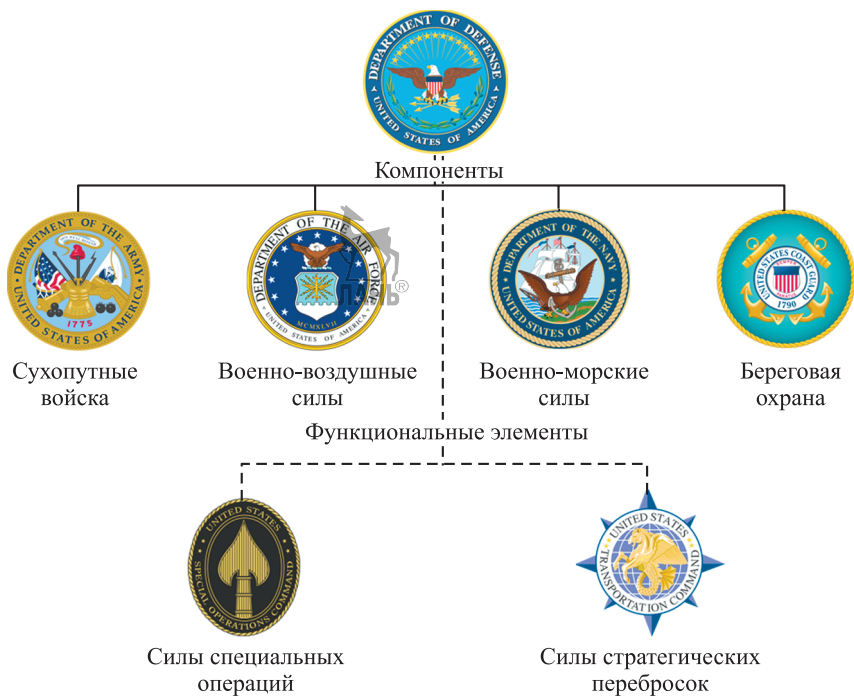 DEPARTMENT OF DEFENSE
UNITED STATES OF AMERICA
Компоненты
DEPARTMENT OF THE ARMY
1775
UNITED STATES OF AMERICA
DEPARTMENT OF THE AIR FORCE
MCMXLVII
UNITED STATES OF AMERICA
DEPARTMENT OF THE NAVY
UNITED STATES OF AMERICA
UNITED STATES COAST GUARD
1790
®
Сухопутные
войска
Военно-воздушные
силы
Военно-морские
силы
Береговая
охрана
Функциональные элементы
UNITED STATES
SPECIAL OPERATIONS COMMAND
UNITED STATES
TRANSPORTATION COMMAND
Силы специальных
операций
Силы стратегических
перебросок